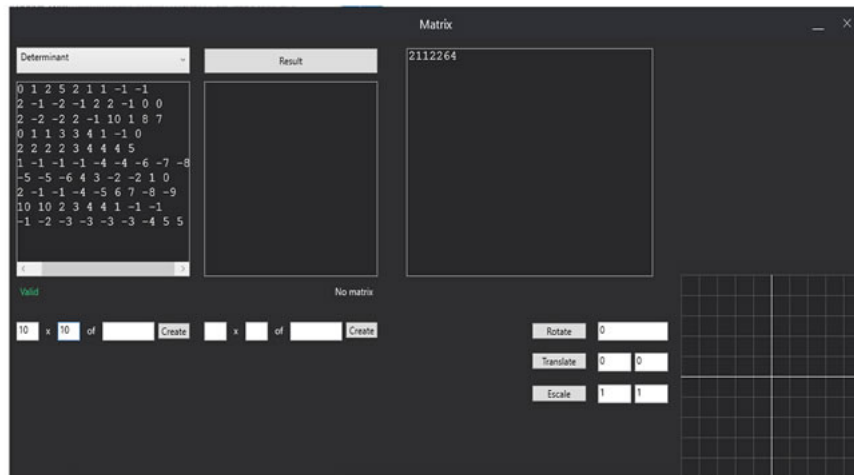 Matrix
Determinant
Result
2112264
0 1 2 5 2 1 1 -1 -1
2 -1 -2 -1 2 2 -1 0 0
2 -2 -2 2 -1 10 1 8 7
0 1 1 3 3 4 1 -1 0
2 2 2 2 3 4 4 4 5
1 -1 -1 -1 -4 -4 -6 -7 -8
-5 -5 -6 4 3 -2 -2 1 0
2 -1 -1 -4 -5 6 7 -8 -9
10 10 2 3 4 4 1 -1 -1
-1 -2 -3 -3 -3 -3 -4 5 5
Valid
No matrix
10 x 10 of Create x of Create
Rotate 0
Translate 0 0
Escale 1 1